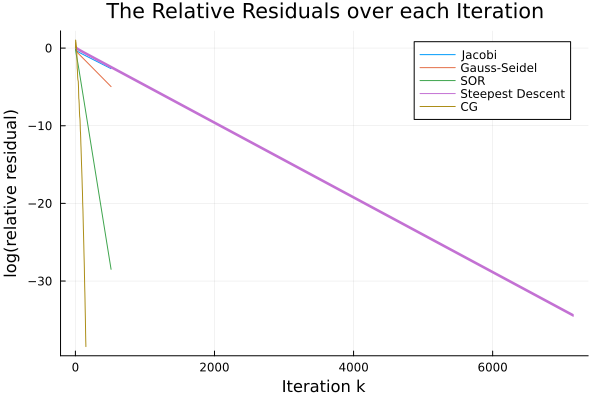 The Relative Residuals over each Iteration
log(relative residual)
0
−10
−20
−30
Jacobi
Gauss-Seidel
SOR
Steepest Descent
CG
0 2000 4000 6000
Iteration k